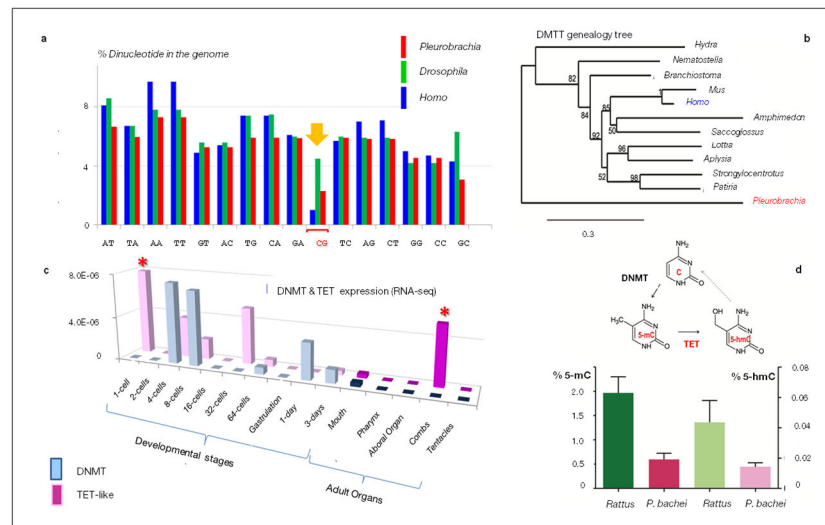 a
% Dinucleotide in the genome
Pleurobrachia
Drosophila
Homo
8
4
0
AT TA AA TT GT AC TG CA GA CG TC AG CT GG CC GC
DMTT genealogy tree
b
Hydra
Nematostella
82
Branchiostoma
84
Mus
1
Homo
85
Amphimedon
50
Saccoglossus
92
Lottia
96
Aplysia
52
Strongylocentrotus
98
Patiria
Pleurobrachia
0.3
c
8.0E-06
DNMT & TET expression (RNA-seq)
4.0E-06
0
1-cell
2-cells
4-cells
8-cells
16-cells
32-cells
64-cells
Gastrulation
1-day
3-days
Mouth
Pharynx
Aboral Organ
Combs
Tentacles
Developmental stages
Adult Organs
DNMT
TET-like
d
NH₂
C
N
N
H
O
DNMT
NH₂
H₃C
5-mC
N
N
H
O
TET
HO
NH₂
5-hmC
N
N
H
O
% 5-mC
% 5-hmC
2.0
1.5
1.0
0.5
0
0.08
0.06
0.04
0.02
0
Rattus P. bachei Rattus P. bachei